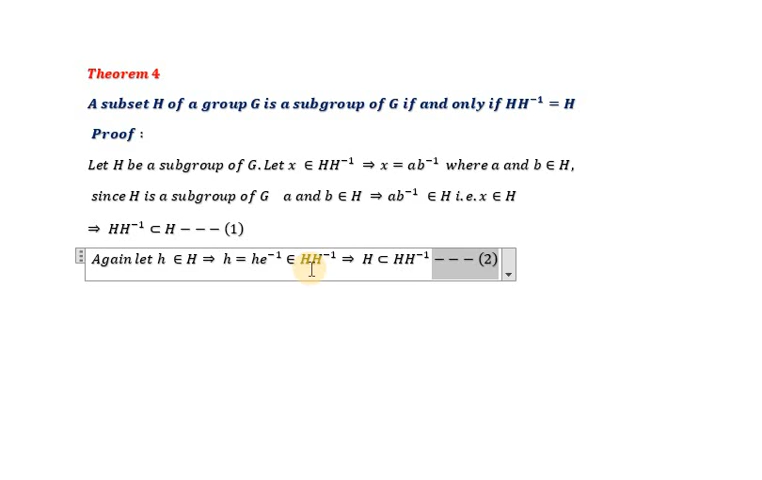 Theorem 4
A subset H of a group G is a subgroup of G if and only if HH⁻¹ = H
Proof :
Let H be a subgroup of G. Let x ∈ HH⁻¹ ⇒ x = ab⁻¹ where a and b ∈ H,
since H is a subgroup of G a and b ∈ H ⇒ ab⁻¹ ∈ H i.e. x ∈ H
⇒ HH⁻¹ ⊂ H − − − (1)
Again let h ∈ H ⇒ h = he⁻¹ ∈ HH⁻¹ ⇒ H ⊂ HH⁻¹ − − − (2)